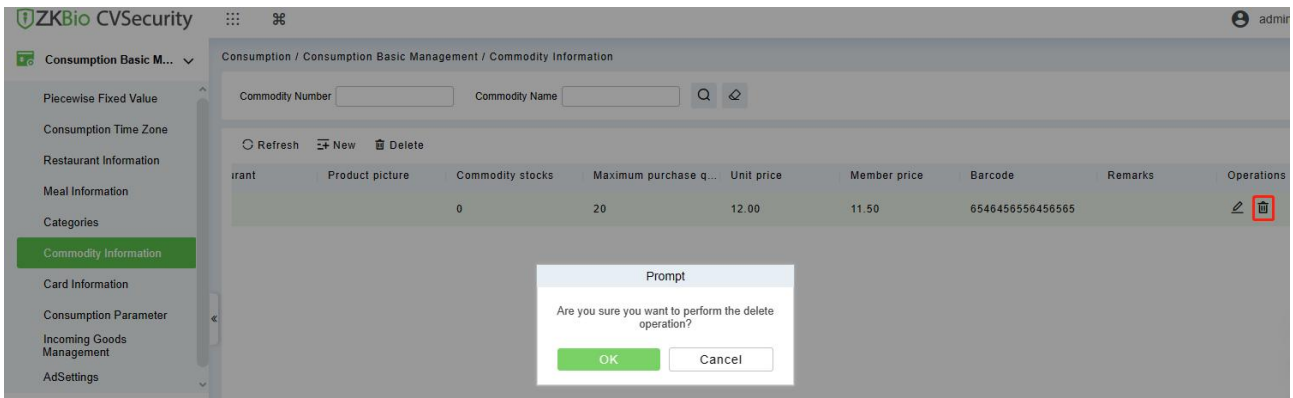 ZKBio CVSecurity
admin
Consumption Basic M...
Consumption / Consumption Basic Management / Commodity Information
Piecewise Fixed Value
Consumption Time Zone
Restaurant Information
Meal Information
Categories
Commodity Information
Card Information
Consumption Parameter
Incoming Goods
Management
AdSettings
Commodity Number
Commodity Name
Refresh New Delete
urant Product picture Commodity stocks Maximum purchase q... Unit price Member price Barcode Remarks Operations
0 20 12.00 11.50 6546456556456565
Prompt
Are you sure you want to perform the delete
operation?
OK Cancel